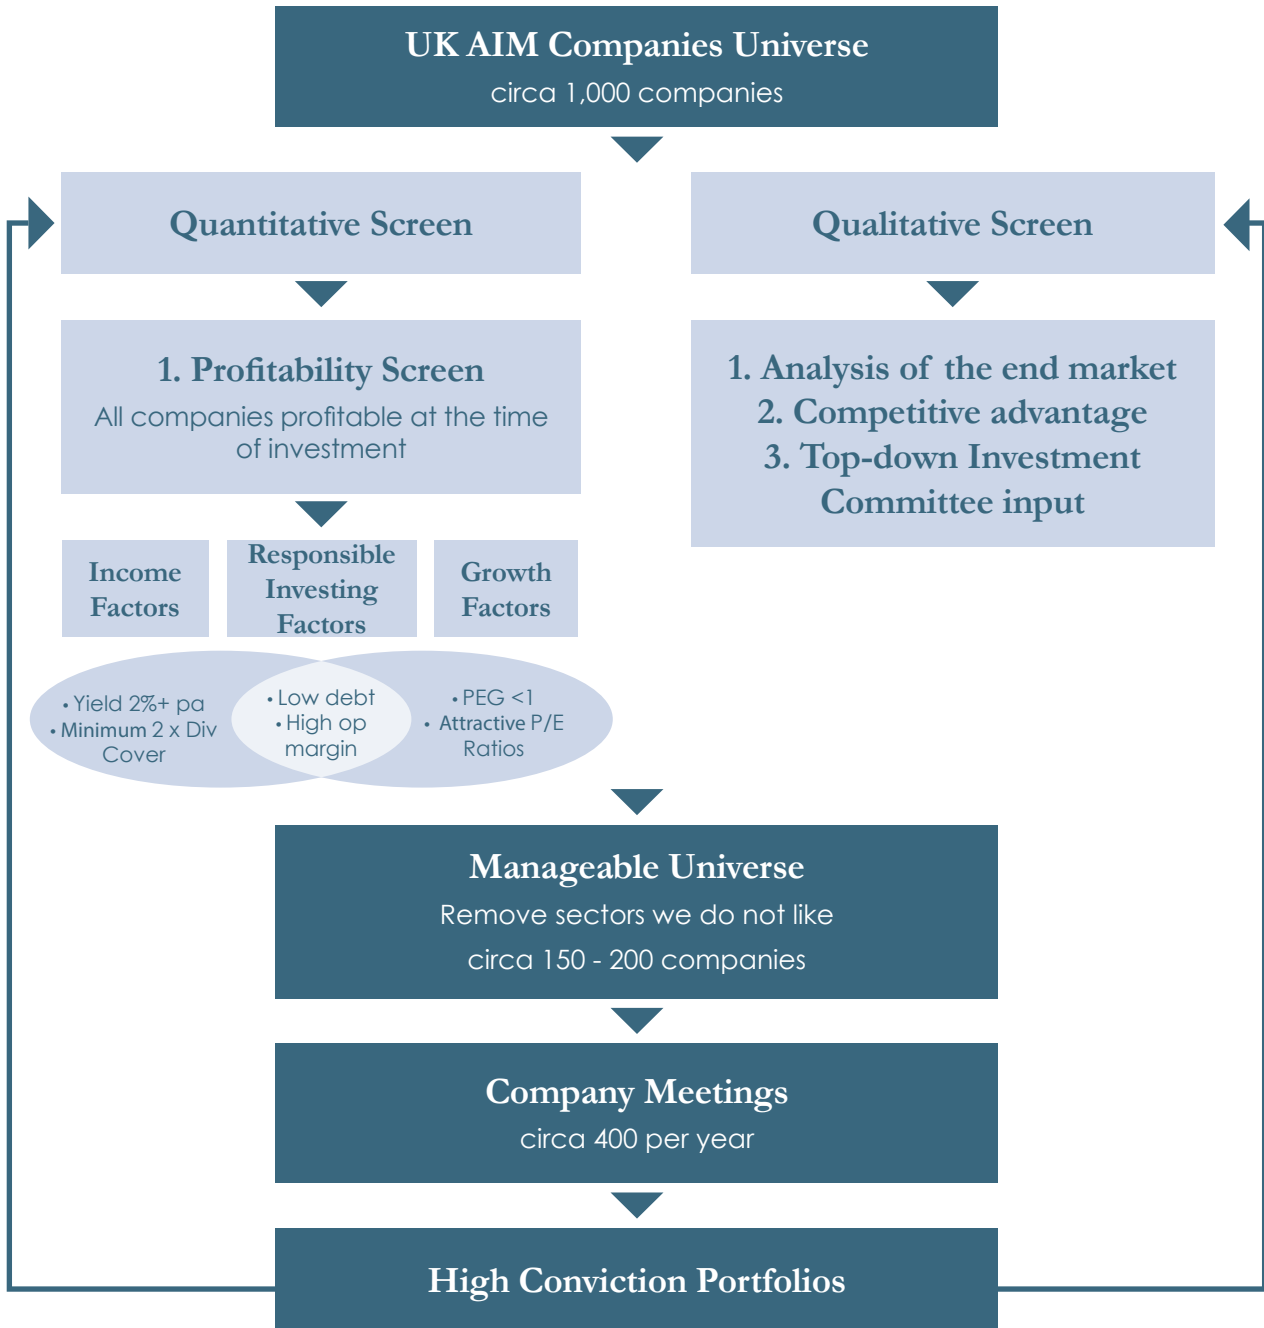 UK AIM Companies Universe
circa 1,000 companies
Quantitative Screen
Qualitative Screen
1. Profitability Screen
All companies profitable at the time
of investment
1. Analysis of the end market
2. Competitive advantage
3. Top-down Investment
Committee input
Income
Factors
Responsible
Investing
Factors
Growth
Factors
• Yield 2%+ pa
• Minimum 2 x Div
Cover
• Low debt
• High op
margin
• PEG <1
• Attractive P/E
Ratios
Manageable Universe
Remove sectors we do not like
circa 150 - 200 companies
Company Meetings
circa 400 per year
High Conviction Portfolios